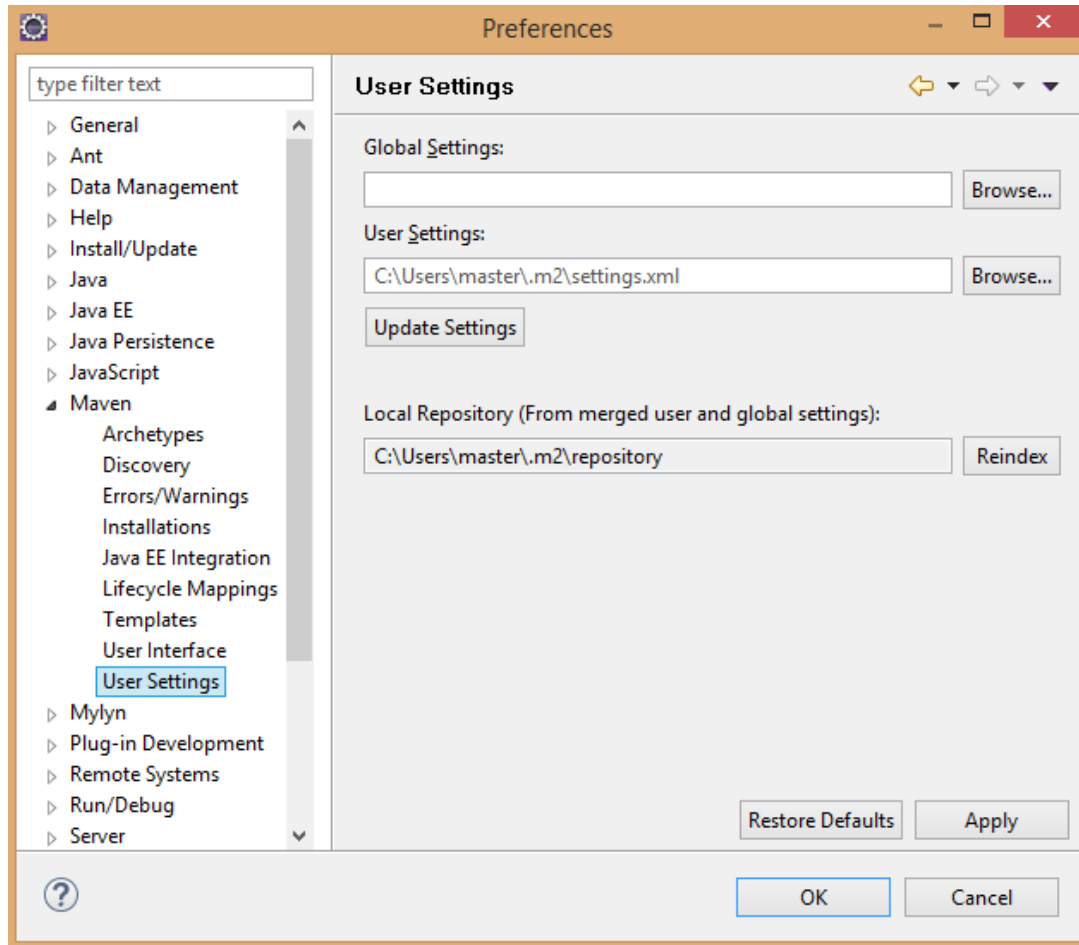 Preferences
type filter text
General
Ant
Data Management
Help
Install/Update
Java
Java EE
Java Persistence
JavaScript
Maven
Archetypes
Discovery
Errors/Warnings
Installations
Java EE Integration
Lifecycle Mappings
Templates
User Interface
User Settings
Mylyn
Plug-in Development
Remote Systems
Run/Debug
Server
User Settings
Global Settings:
Browse...
User Settings:
C:\Users\master\.m2\settings.xml
Browse...
Update Settings
Local Repository (From merged user and global settings):
C:\Users\master\.m2\repository
Reindex
Restore Defaults
Apply
?
OK
Cancel